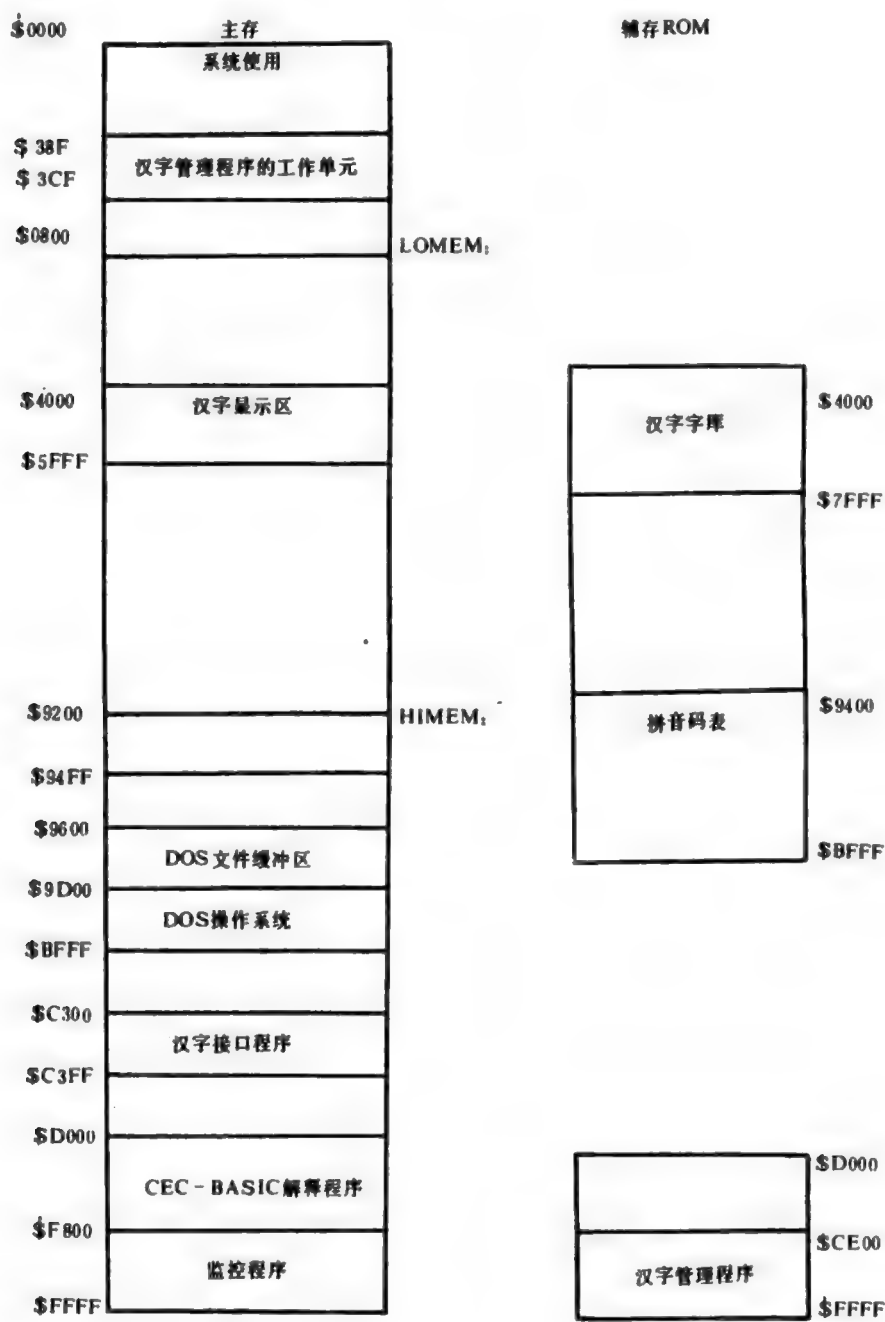 $0000 主存 辅存ROM
系统使用
$38F
汉字管理程序的工作单元
$3CF
$0800 LOMEM:
$4000 汉字显示区 汉字字库 $4000
$5FFF
$7FFF
$9200 HIMEM: 拼音码表 $9400
$94FF
$9600
DOS文件缓冲区 $BFFF
$9D00
DOS操作系统
$BFFF
$C300
汉字接口程序
$C3FF
$D000 $D000
CEC-BASIC解释程序
$F800 $CE00
监控程序 汉字管理程序
$FFFF $FFFF